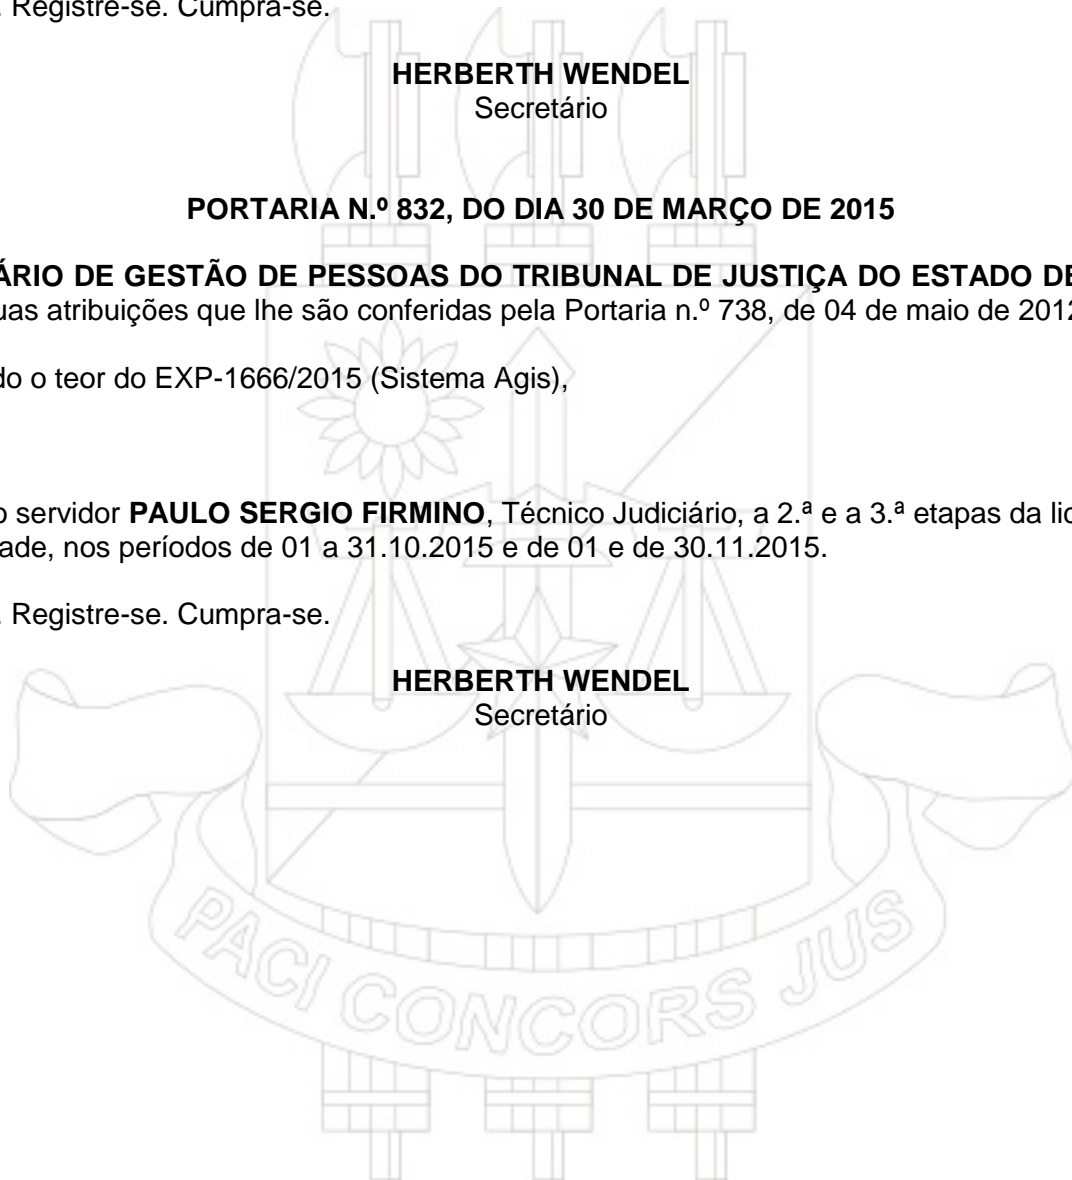 . Registre-se. Cumpra-se.
HERBERTH WENDEL
Secretário
PORTARIA N.º 832, DO DIA 30 DE MARÇO DE 2015
ÁRIO DE GESTÃO DE PESSOAS DO TRIBUNAL DE JUSTIÇA DO ESTADO DE
uas atribuições que lhe são conferidas pela Portaria n.º 738, de 04 de maio de 2012
do o teor do EXP-1666/2015 (Sistema Agis),
o servidor PAULO SERGIO FIRMINO, Técnico Judiciário, a 2.ª e a 3.ª etapas da lic
ade, nos períodos de 01 a 31.10.2015 e de 01 e de 30.11.2015.
. Registre-se. Cumpra-se.
HERBERTH WENDEL
Secretário
PACI CONCORS JUS